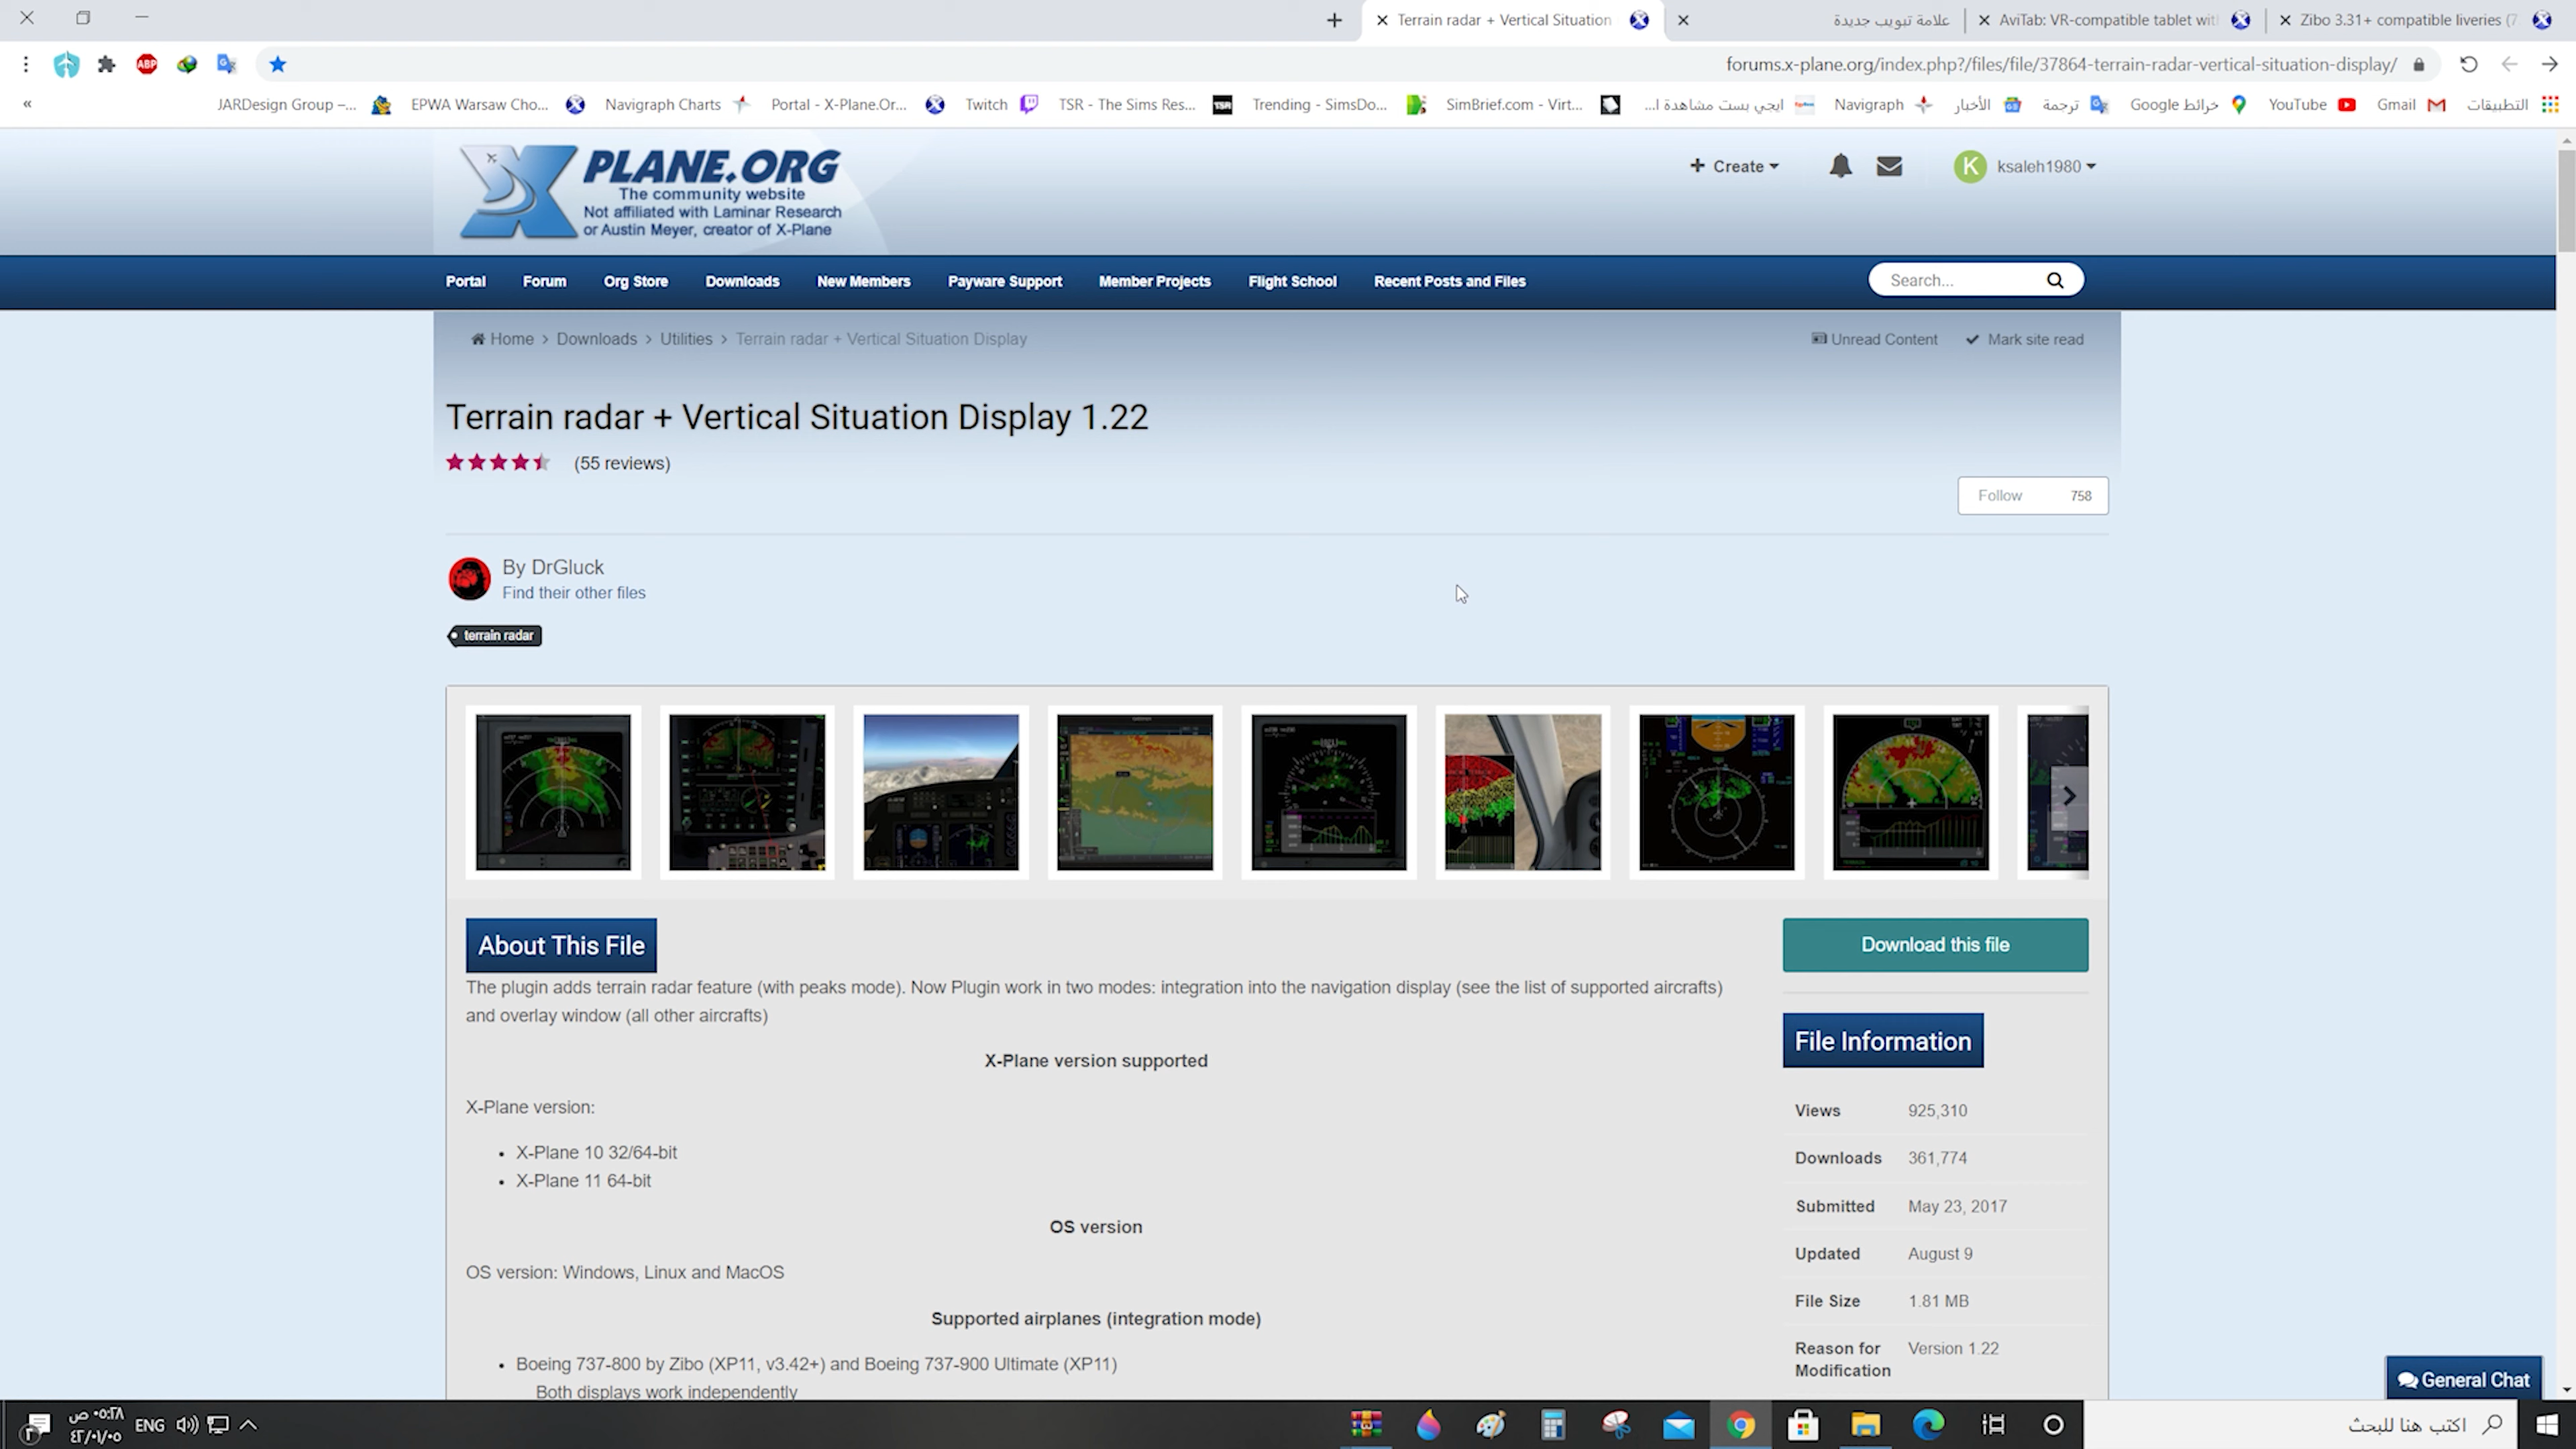 Terrain radar + Vertical Situation
علامة تبويب جديدة
AviTab: VR-compatible tablet wit
Zibo 3.31+ compatible liveries (7
ABP
forums.x-plane.org/index.php?/files/file/37864-terrain-radar-vertical-situation-display/
«
JARDesign Group –...
EPWA Warsaw Cho...
Navigraph Charts
Portal - X-Plane.Or...
Twitch
TSR - The Sims Res...
TSR
Trending - SimsDo...
SimBrief.com - Virt...
ايجي بست مشاهدة ا...
Navigraph
الأخبار
ترجمة
خرائط Google
YouTube
Gmail
التطبيقات
X PLANE.ORG
The community website
Not affiliated with Laminar Research
or Austin Meyer, creator of X-Plane
+ Create
K ksaleh1980
Portal Forum Org Store Downloads New Members Payware Support Member Projects Flight School Recent Posts and Files
Search...
Home > Downloads > Utilities > Terrain radar + Vertical Situation Display
Unread Content Mark site read
Terrain radar + Vertical Situation Display 1.22
(55 reviews)
Follow 758
By DrGluck
Find their other files
terrain radar
About This File
The plugin adds terrain radar feature (with peaks mode). Now Plugin work in two modes: integration into the navigation display (see the list of supported aircrafts)
and overlay window (all other aircrafts)
X-Plane version supported
X-Plane version:
• X-Plane 10 32/64-bit
• X-Plane 11 64-bit
OS version
OS version: Windows, Linux and MacOS
Supported airplanes (integration mode)
• Boeing 737-800 by Zibo (XP11, v3.42+) and Boeing 737-900 Ultimate (XP11)
Both displays work independently
Download this file
File Information
Views 925,310
Downloads 361,774
Submitted May 23, 2017
Updated August 9
File Size 1.81 MB
Reason for Version 1.22
Modification
General Chat
٠٥:٢٨ ص
٤٢/٠١/٠٥
ENG
اكتب هنا للبحث